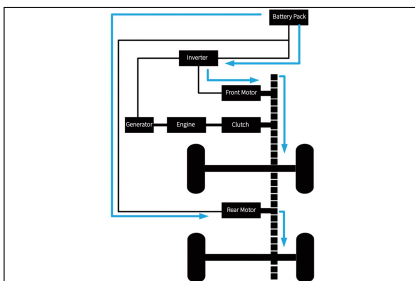 Battery Pack
Inverter
Front Motor
Generator
Engine
Clutch
Rear Motor